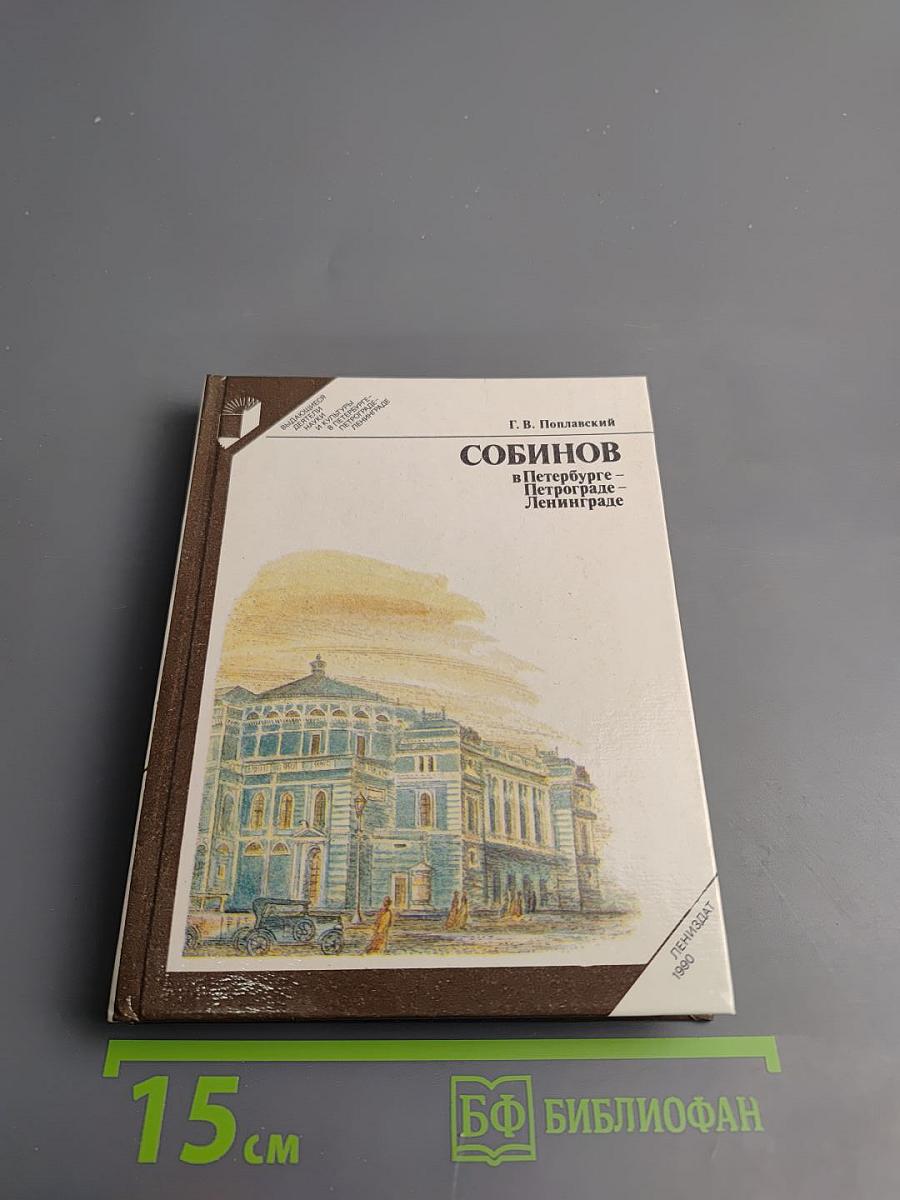 ВЫДАЮЩИЕСЯ
ДЕЯТЕЛИ
НАУКИ
И КУЛЬТУРЫ
В ПЕТЕРБУРГЕ–
ПЕТРОГРАДЕ–
ЛЕНИНГРАДЕ
Г. В. Поплавский
СОБИНОВ
в Петербурге –
Петрограде –
Ленинграде
ЛЕНИЗДАТ
1990
15 см
БФ БИБЛИОФАН